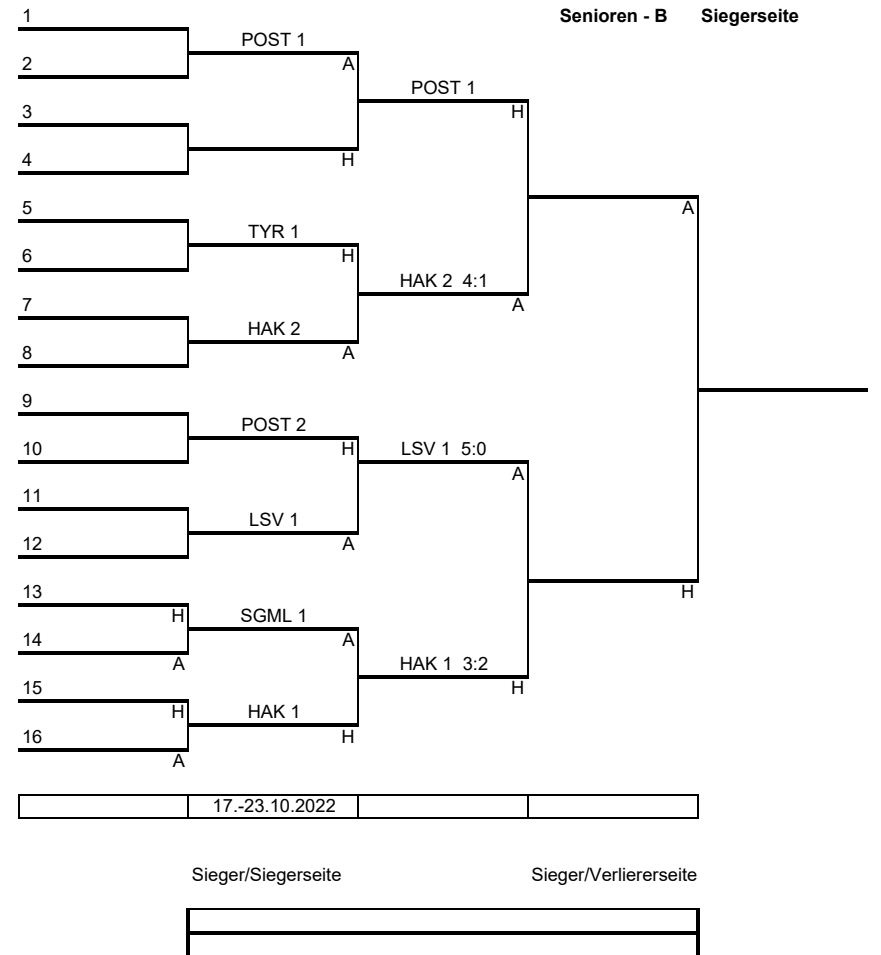 1
Senioren - B Siegerseite
POST 1
2
A
POST 1
3
H
4
H
5
A
TYR 1
6
H
HAK 2 4:1
7
A
HAK 2
8
A
9
POST 2
10
H
LSV 1 5:0
A
11
LSV 1
12
A
13
H
H
SGML 1
14
A
A
HAK 1 3:2
15
H
H
HAK 1
16
H
A
17.-23.10.2022
Sieger/Siegerseite
Sieger/Verliererseite